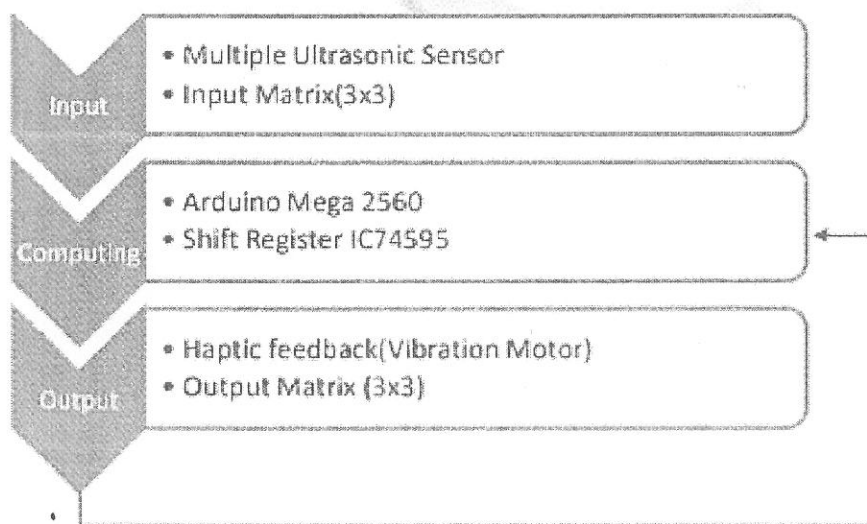 Input
• Multiple Ultrasonic Sensor
• Input Matrix(3x3)
Computing
• Arduino Mega 2560
• Shift Register IC74595
Output
• Haptic feedback(Vibration Motor)
• Output Matrix (3x3)